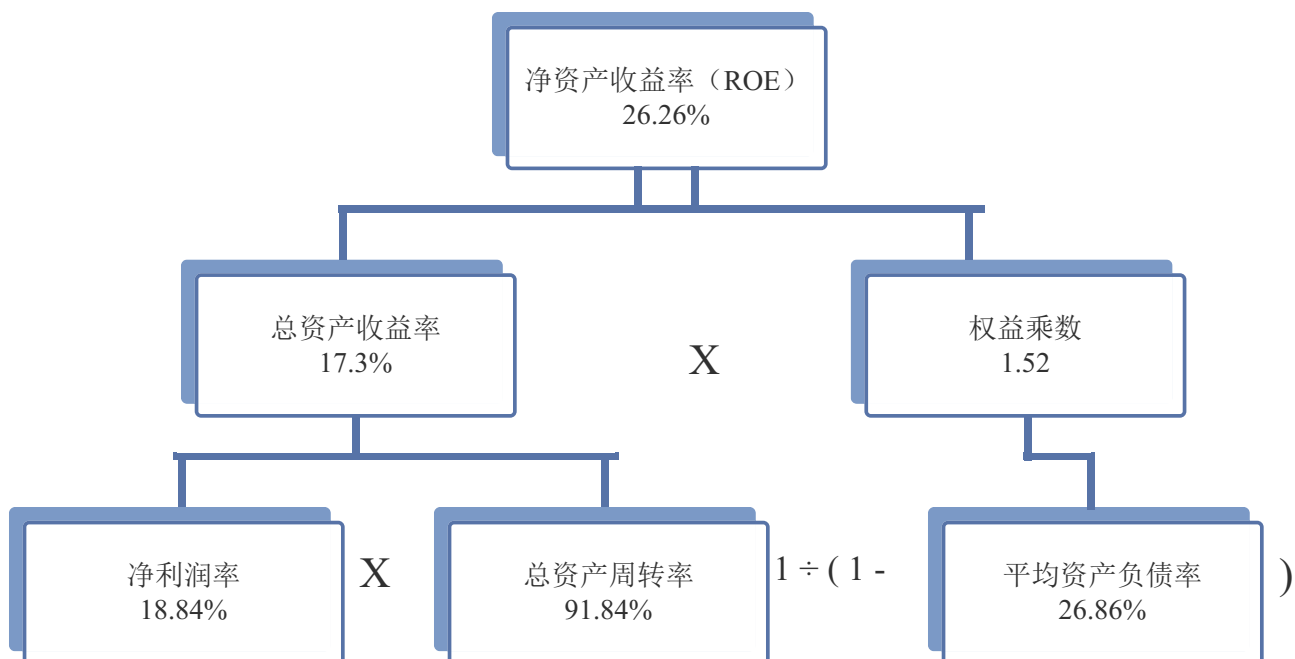 净资产收益率（ROE）
26.26%
总资产收益率
17.3%
X
权益乘数
1.52
净利润率
18.84%
X
总资产周转率
91.84%
1 ÷ ( 1 -
平均资产负债率
26.86%
)